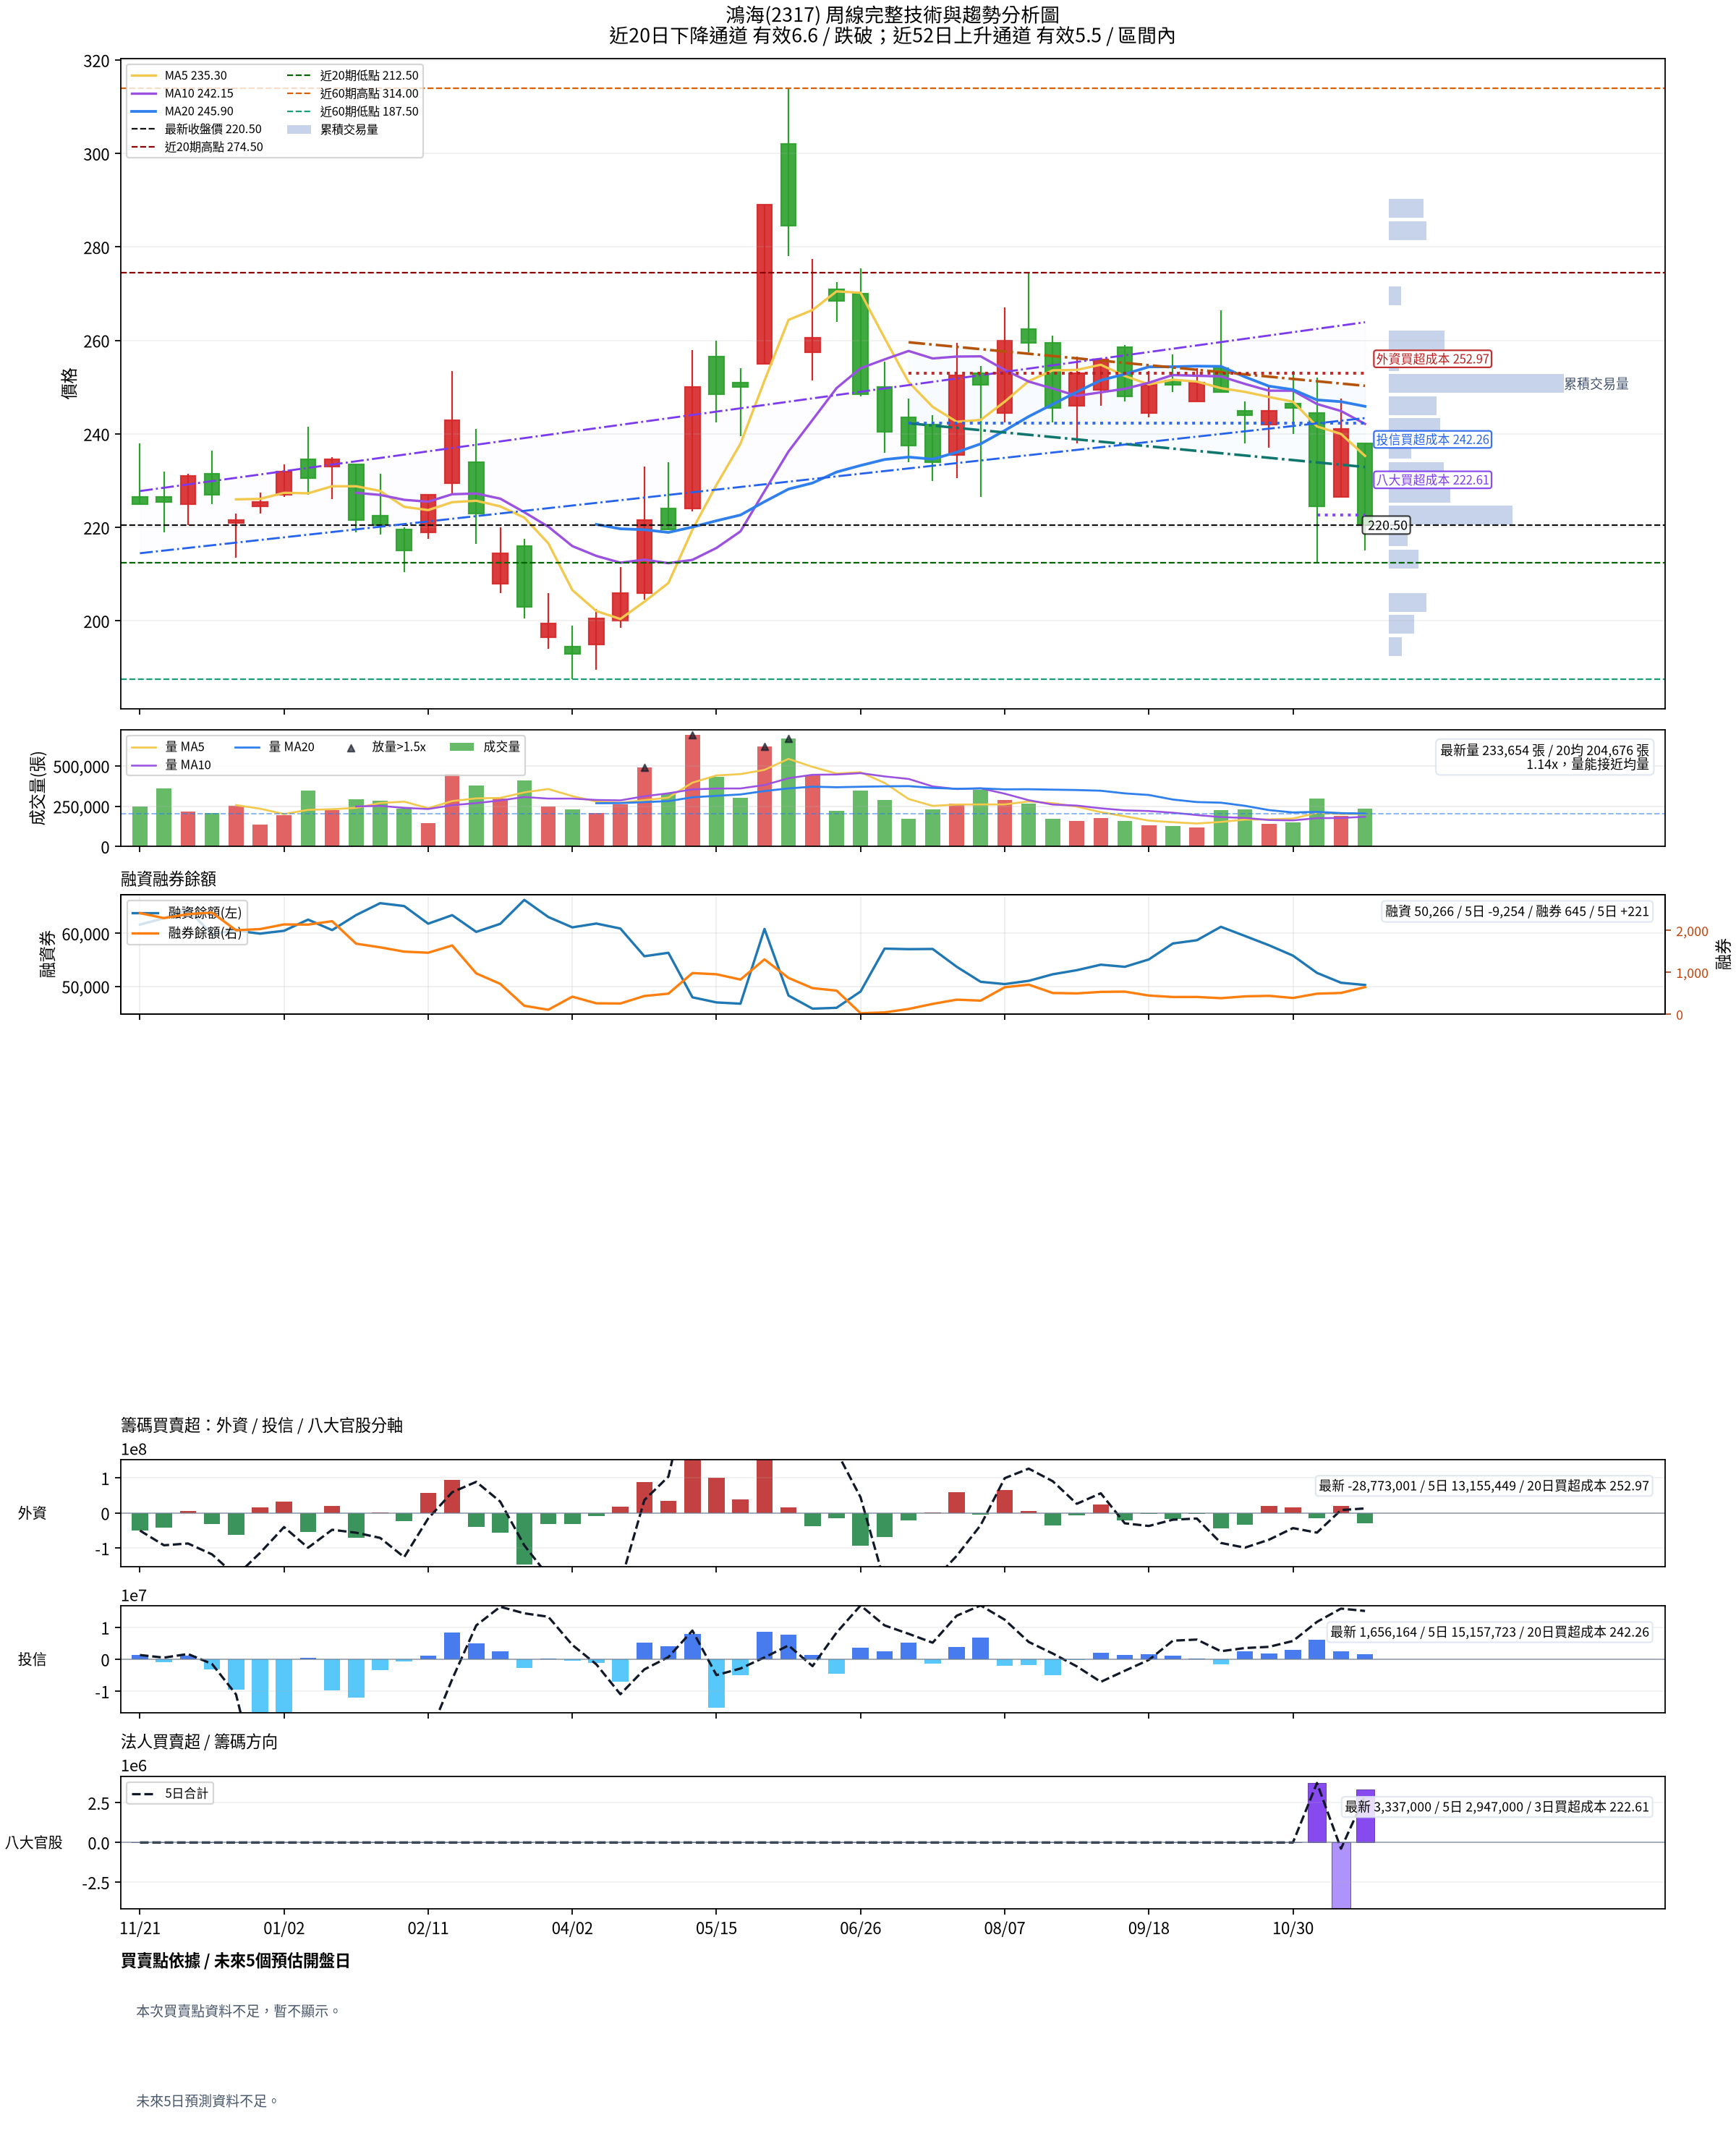 鴻海(2317) 周線完整技術與趨勢分析圖
近20日下降通道 有效6.6 / 跌破；近52日上升通道 有效5.5 / 區間內
MA5 235.30
MA10 242.15
MA20 245.90
最新收盤價 220.50
近20期高點 274.50
近20期低點 212.50
近60期高點 314.00
近60期低點 187.50
累積交易量
價格
320
300
280
260
240
220
200
外資買超成本 252.97
累積交易量
投信買超成本 242.26
八大買超成本 222.61
220.50
成交量(張)
500,000
250,000
0
量 MA5
量 MA10
量 MA20
放量>1.5x
成交量
最新量 233,654 張 / 20均 204,676 張
1.14x，量能接近均量
融資融券餘額
融資券
60,000
50,000
融資餘額(左)
融券餘額(右)
融資 50,266 / 5日 -9,254 / 融券 645 / 5日 +221
2,000
1,000
0
融券
籌碼買賣超：外資 / 投信 / 八大官股分軸
1e8
外資
1
0
-1
最新 -28,773,001 / 5日 13,155,449 / 20日買超成本 252.97
1e7
投信
1
0
-1
最新 1,656,164 / 5日 15,157,723 / 20日買超成本 242.26
法人買賣超 / 籌碼方向
1e6
八大官股
2.5
0.0
-2.5
5日合計
最新 3,337,000 / 5日 2,947,000 / 3日買超成本 222.61
11/21 01/02 02/11 04/02 05/15 06/26 08/07 09/18 10/30
買賣點依據 / 未來5個預估開盤日
本次買賣點資料不足，暫不顯示。
未來5日預測資料不足。